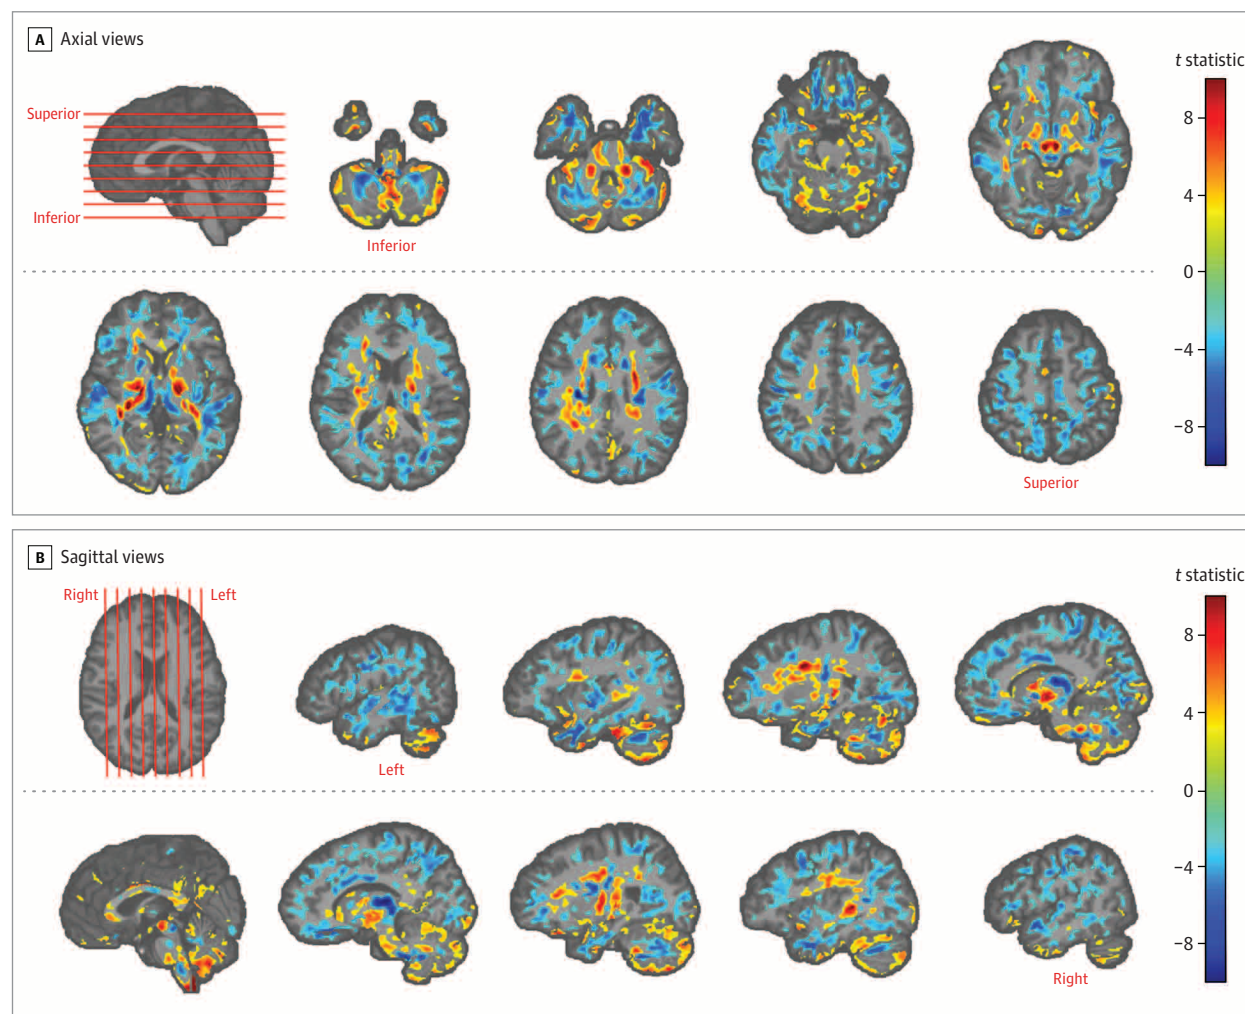 A Axial views
t statistic
Superior
Inferior
Inferior
8
4
0
−4
−8
Superior
B Sagittal views
t statistic
Right
Left
Left
8
4
0
−4
−8
Right